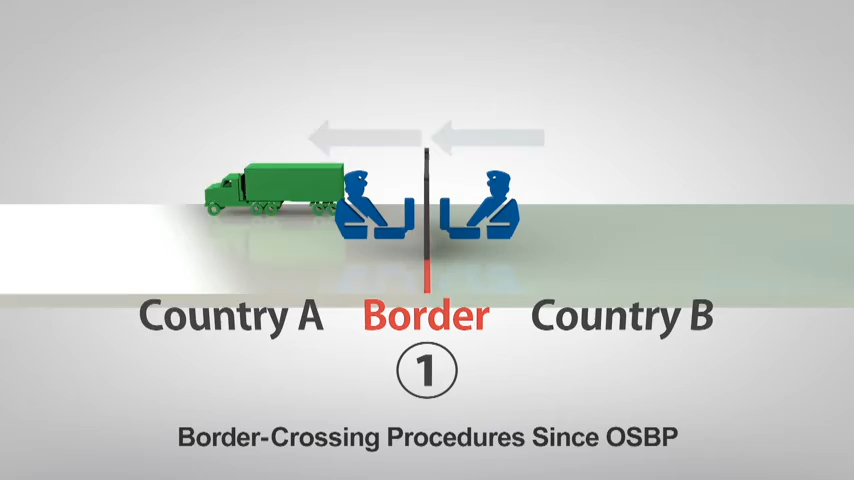 Country A Border Country B
1
Border-Crossing Procedures Since OSBP